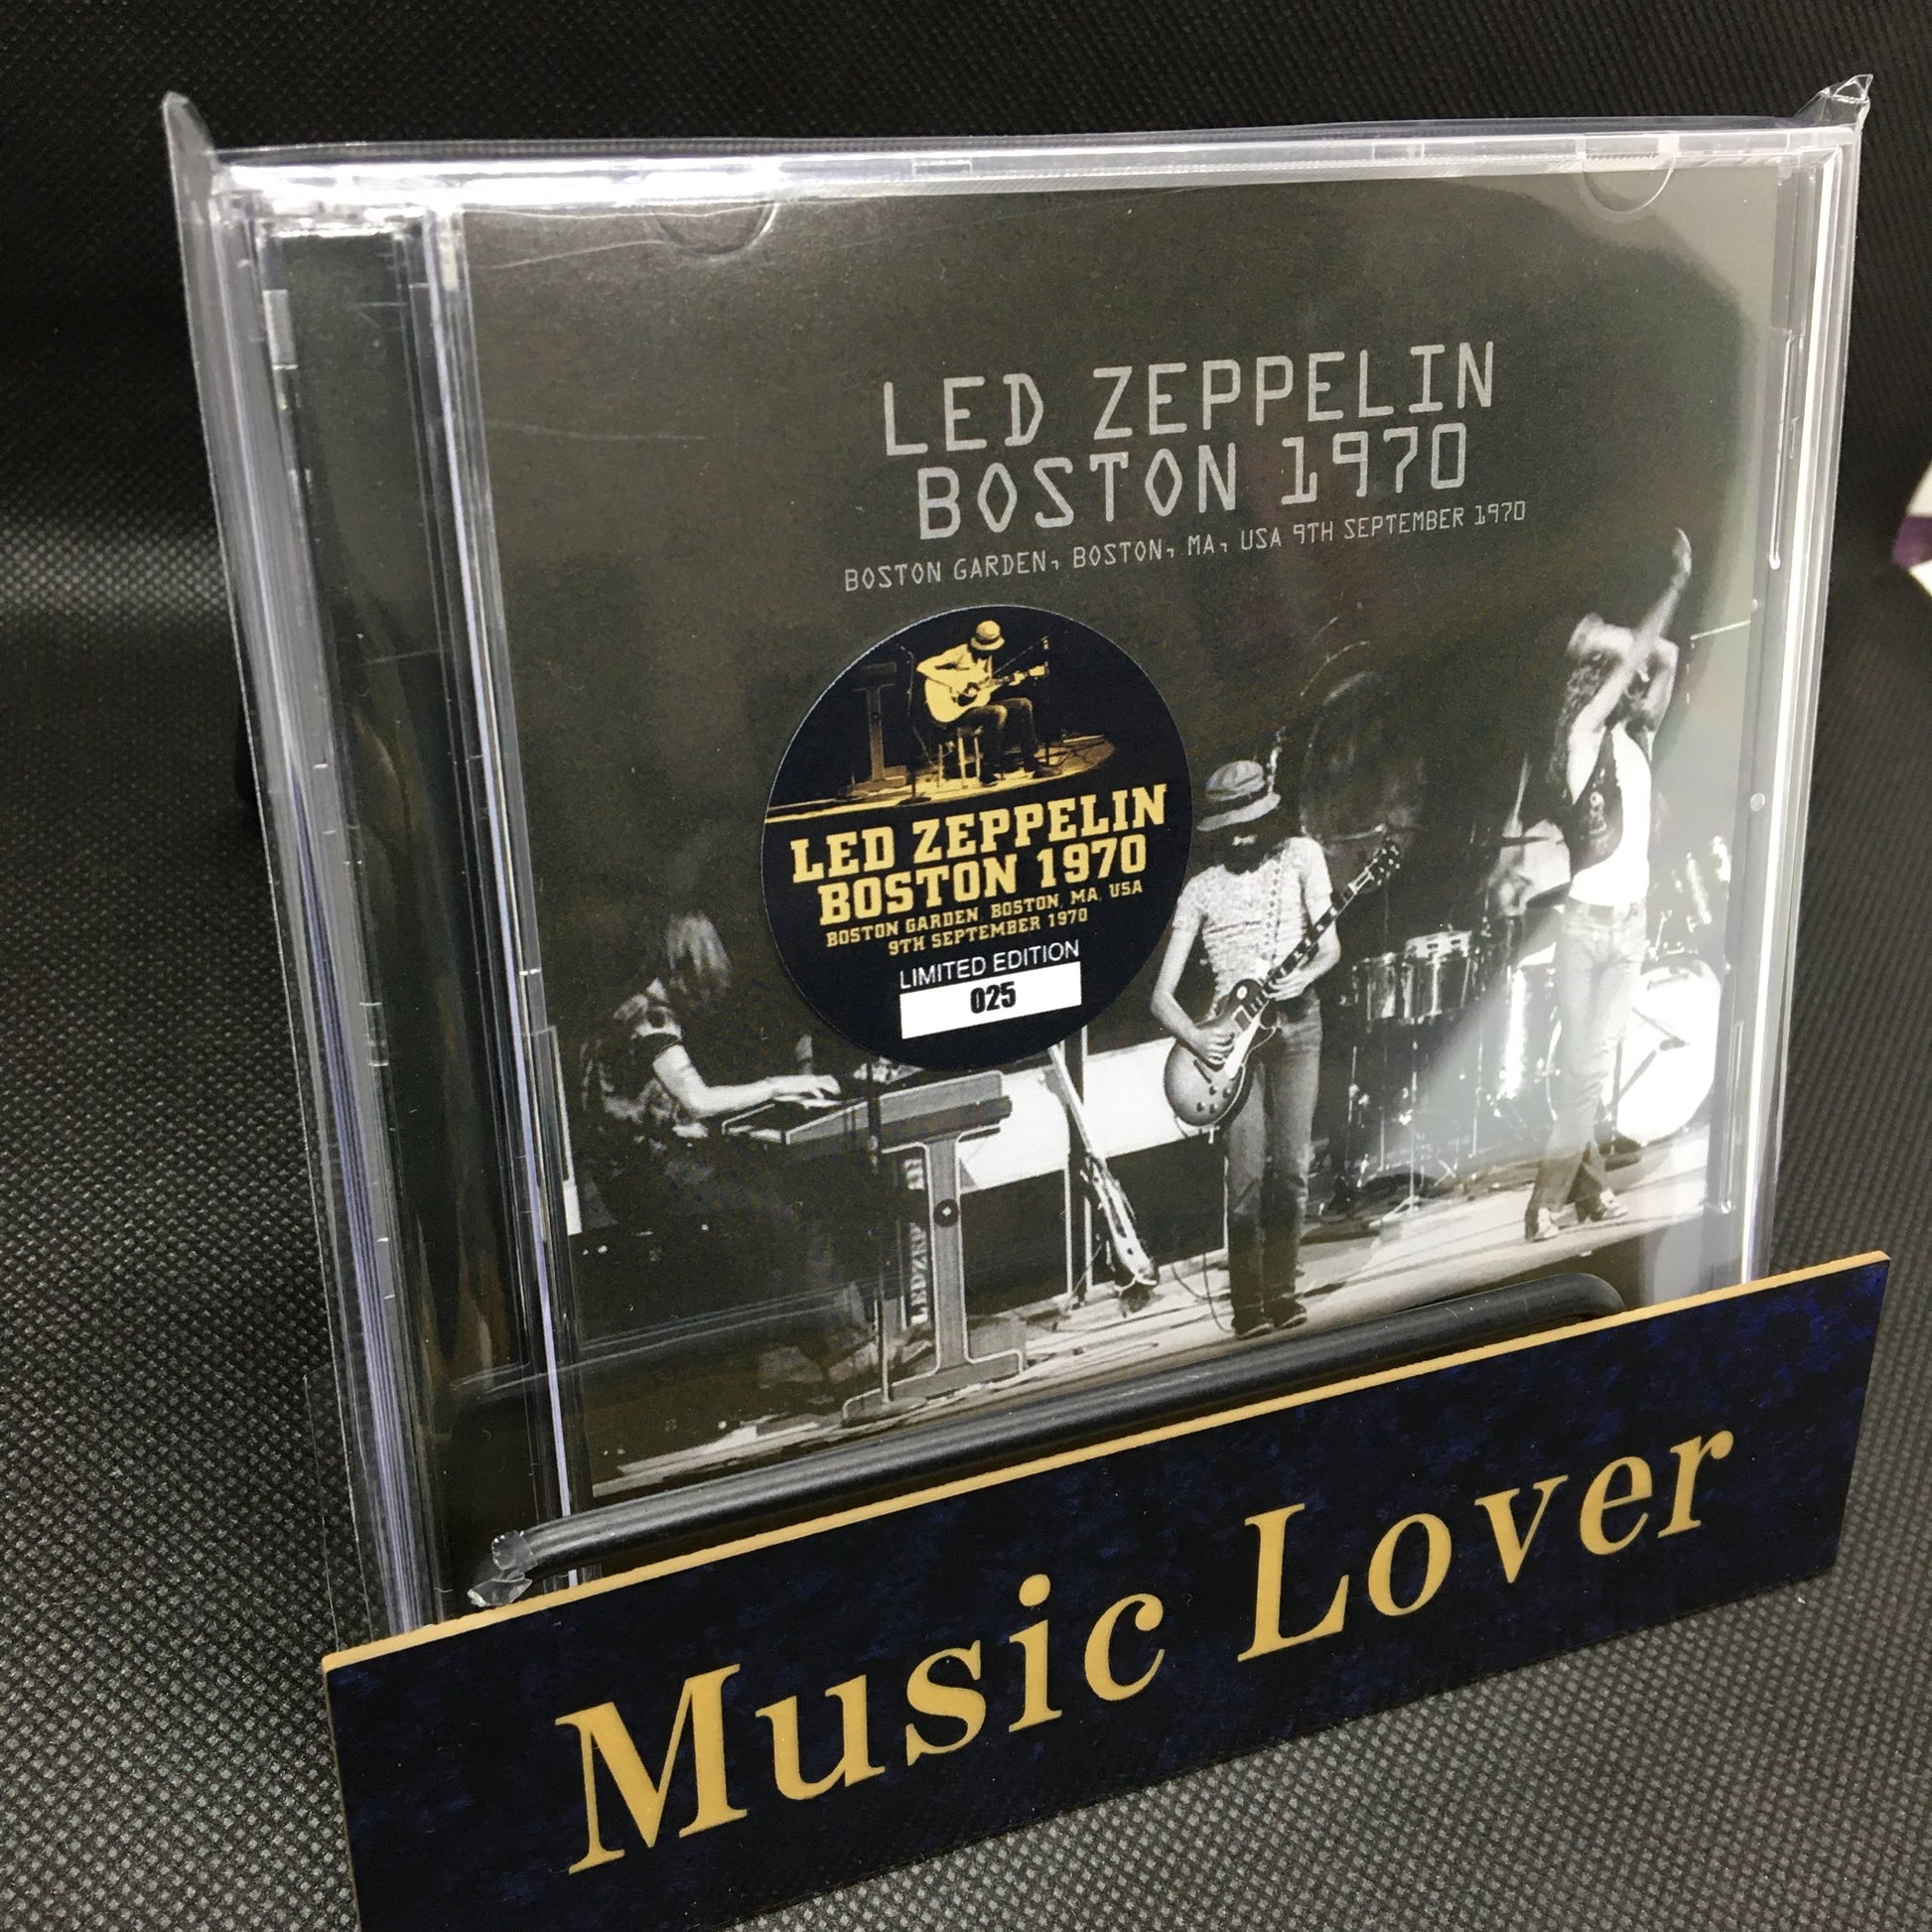 LED ZEPPELIN
BOSTON 1970
BOSTON GARDEN, BOSTON, MA, USA 9TH SEPTEMBER 1970
LED ZEPPELIN
BOSTON 1970
BOSTON GARDEN, BOSTON, MA, USA
9TH SEPTEMBER 1970
LIMITED EDITION
025
Music Lover